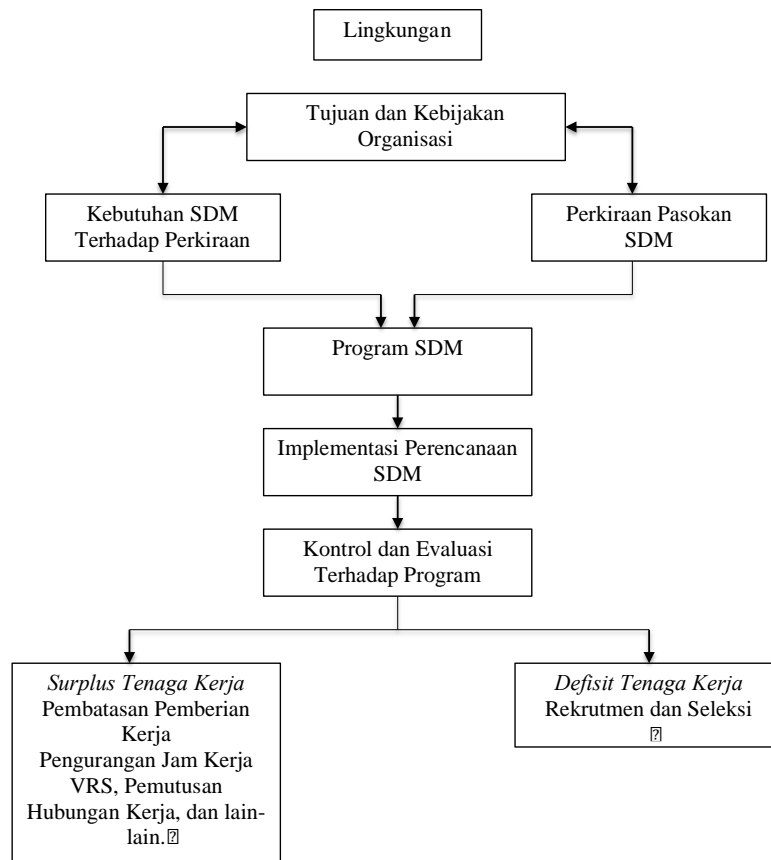 Lingkungan
Tujuan dan Kebijakan
Organisasi
Kebutuhan SDM
Terhadap Perkiraan
Perkiraan Pasokan
SDM
Program SDM
Implementasi Perencanaan
SDM
Kontrol dan Evaluasi
Terhadap Program
Surplus Tenaga Kerja
Pembatasan Pemberian
Kerja
Pengurangan Jam Kerja
VRS, Pemutusan
Hubungan Kerja, dan lain-
lain.⍰
Defisit Tenaga Kerja
Rekrutmen dan Seleksi
⍰